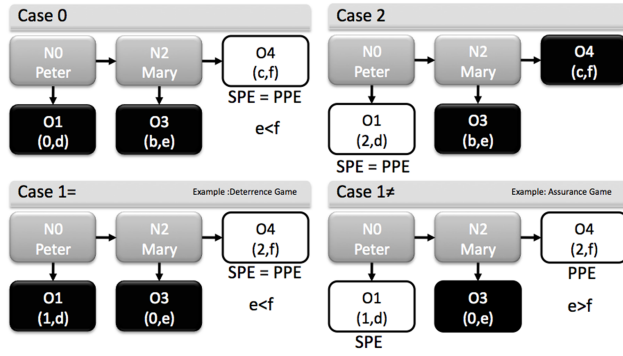 Case 0
N0
Peter
N2
Mary
O4
(c,f)
SPE = PPE
O1
(0,d)
O3
(b,e)
e<f
Case 2
N0
Peter
N2
Mary
O4
(c,f)
O1
(2,d)
O3
(b,e)
SPE = PPE
Case 1=
Example :Deterrence Game
N0
Peter
N2
Mary
O4
(2,f)
SPE = PPE
O1
(1,d)
O3
(0,e)
e<f
Case 1≠
Example: Assurance Game
N0
Peter
N2
Mary
O4
(2,f)
PPE
O1
(1,d)
O3
(0,e)
e>f
SPE